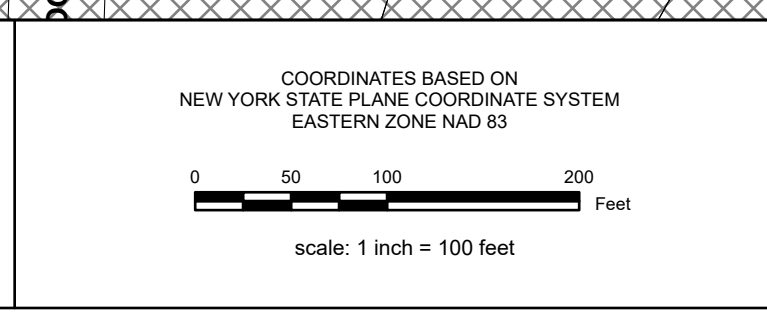 COORDINATES BASED ON
NEW YORK STATE PLANE COORDINATE SYSTEM
EASTERN ZONE NAD 83
0 50 100 200
Feet
scale: 1 inch = 100 feet